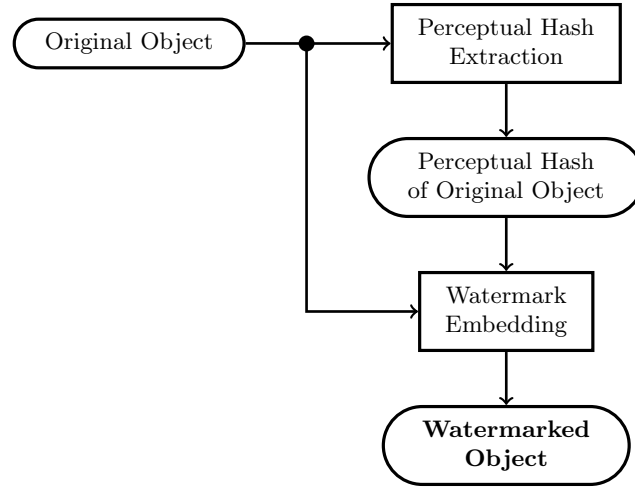 Original Object
Perceptual Hash
Extraction
Perceptual Hash
of Original Object
Watermark
Embedding
Watermarked
Object